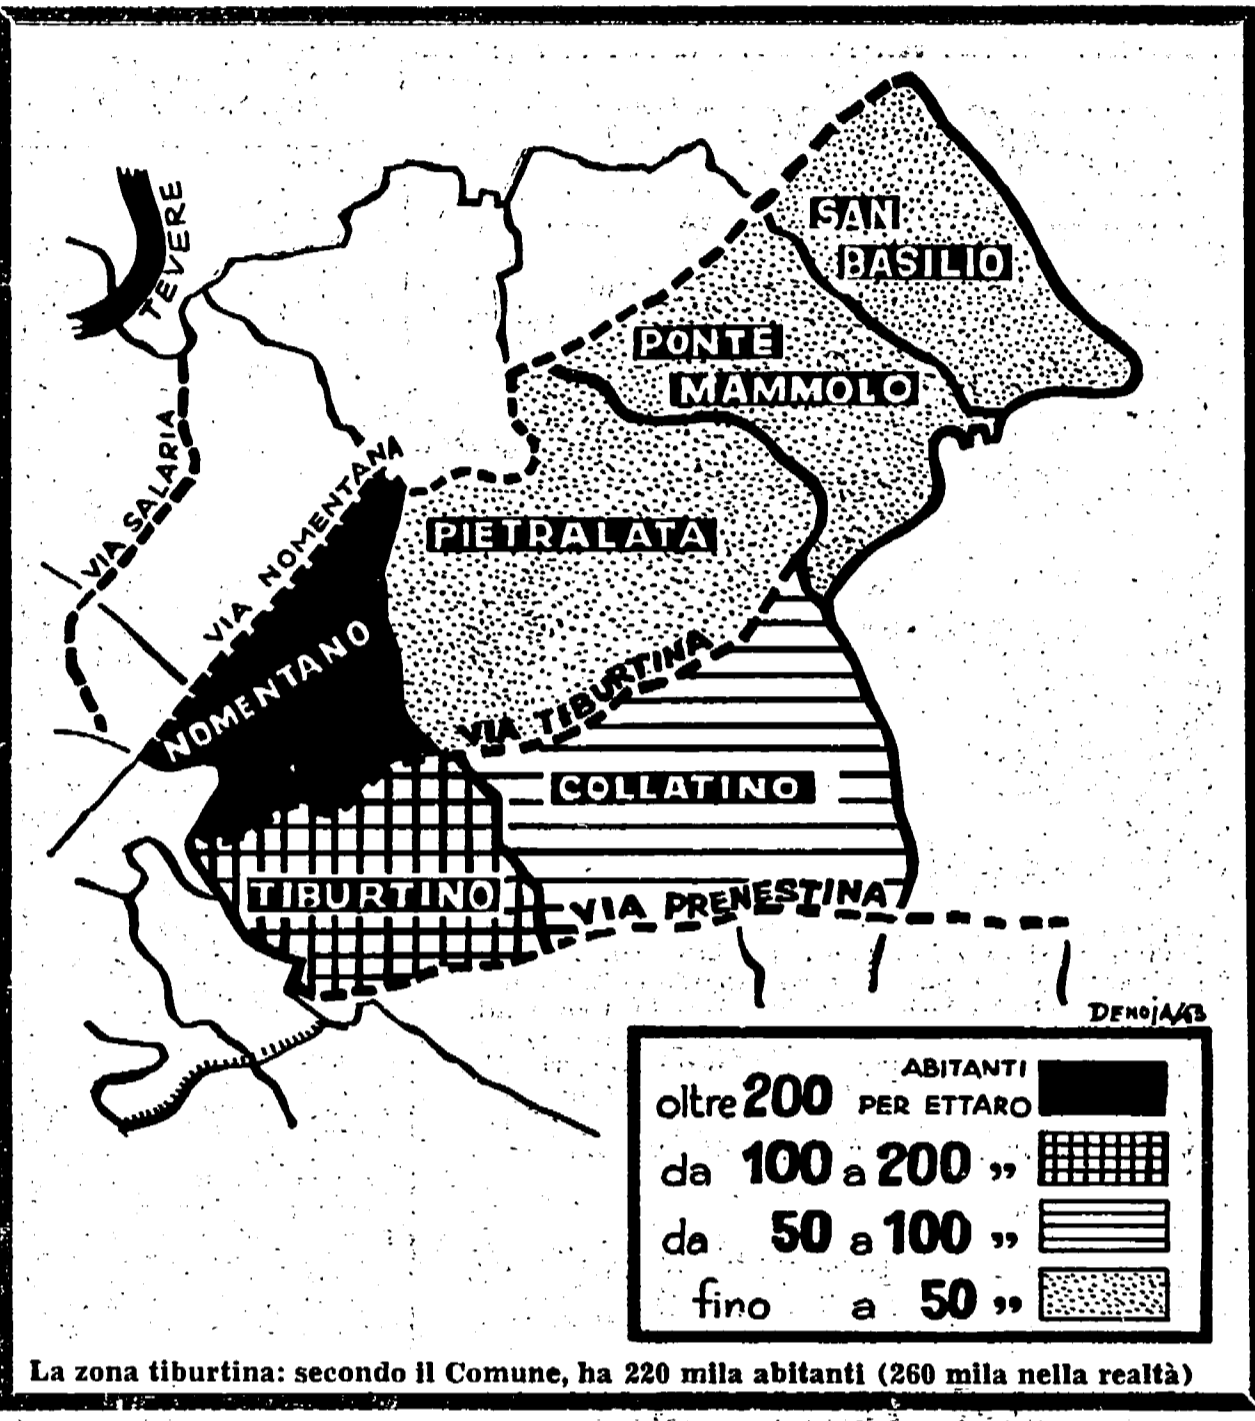 TEVERE
SAN
BASILIO
PONTE
MAMMOLO
VIA SALARIA
VIA NOMENTANA
PIETRALATA
NOMENTANO
VIA TIBURTINA
COLLATINO
TIBURTINO
VIA PRENESTINA
DENOJA/63
oltre 200 ABITANTI PER ETTARO
da 100 a 200 ”
da 50 a 100 ”
fino a 50 ”
La zona tiburtina: secondo il Comune, ha 220 mila abitanti (260 mila nella realtà)